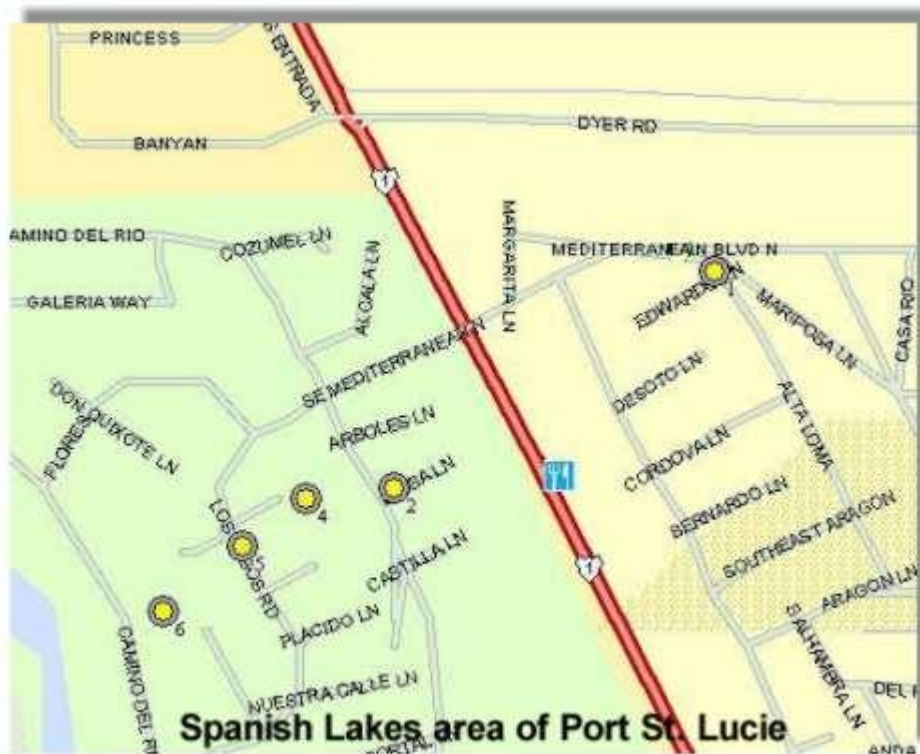 PRINCESS
S ENTRADA
DYER RD
BANYAN
1
MARGARITA LN
AMINO DEL RIO
COZUMEL LN
ALCALA LN
MEDITERRANEAN BLVD N
GALERIA WAY
1
MARIPOSA LN
CASA RIO
SE MEDITERRANEAN LN
DESOTO LN
DON QUIXOTE LN
ARBOLES LN
ALTA LOMA
CORDOVA LN
2
4
BERNARDO LN
CASTILLA LN
SOUTHEAST ARAGON
1
ARAGON LN
6
PLACIDO LN
S ALHAMBRA LN
CAMINO DEL
NUESTRA CALLE LN
DEL
Spanish Lakes area of Port St. Lucie